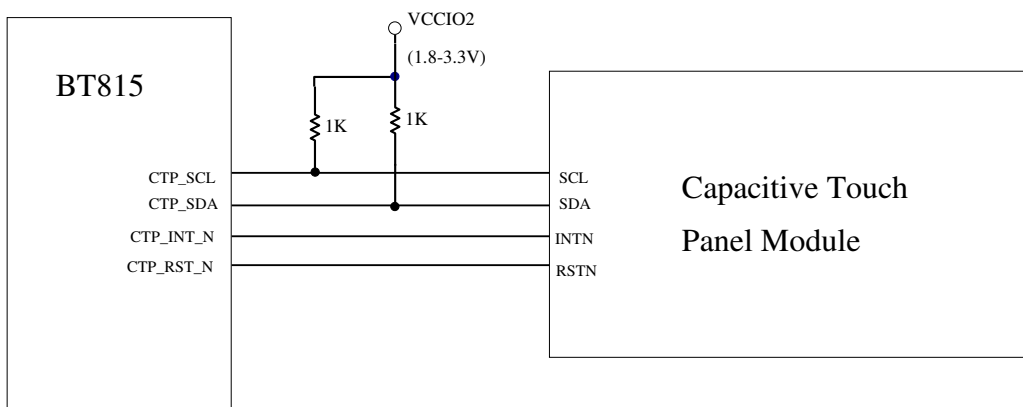 VCCIO2
(1.8-3.3V)
BT815
1K
1K
CTP_SCL
SCL
CTP_SDA
SDA
CTP_INT_N
INTN
CTP_RST_N
RSTN
Capacitive Touch
Panel Module